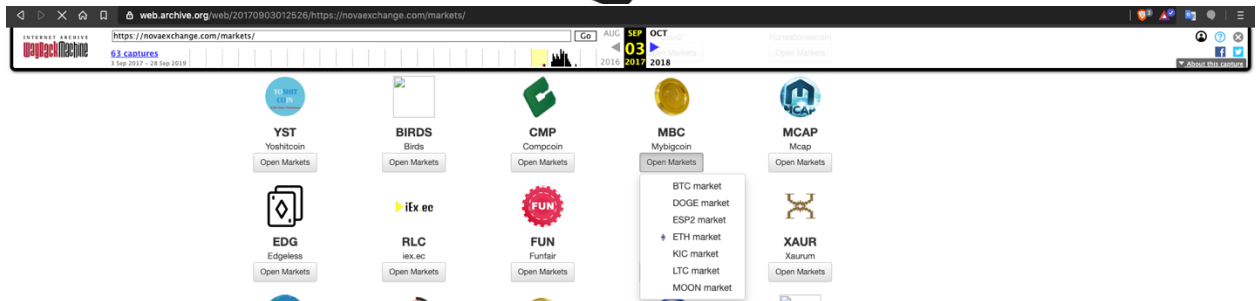 web.archive.org/web/20170903012526/https://novaexchange.com/markets/
INTERNET ARCHIVE
WayBackMachine
https://novaexchange.com/markets/
Go
AUG SEP OCT
03
2016 2017 2018
63 captures
3 Sep 2017 - 28 Sep 2019
About this capture
YOSHIT
COIN
MCAP
YST BIRDS CMP MBC MCAP
Yoshitcoin Birds Compcoin Mybigcoin Mcap
Open Markets Open Markets Open Markets Open Markets Open Markets
BTC market
DOGE market
ESP2 market
ETH market
KIC market
LTC market
MOON market
iEx ec FUN
EDG RLC FUN XAUR
Edgeless iex.ec Funfair Xaurum
Open Markets Open Markets Open Markets Open Markets